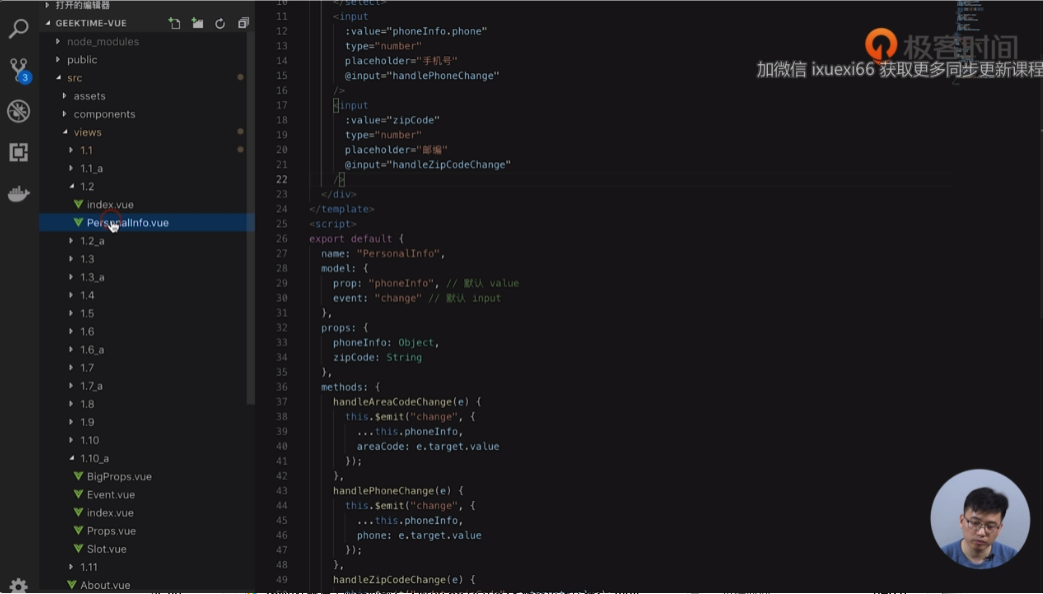 打开的编辑器
GEEKTIME-VUE
node_modules
public
src
assets
components
views
1.1
1.1_a
1.2
index.vue
PersonalInfo.vue
1.2_a
1.3
1.3_a
1.4
1.5
1.6
1.6_a
1.7
1.7_a
1.8
1.9
1.10
1.10_a
BigProps.vue
Event.vue
index.vue
Props.vue
Slot.vue
1.11
About.vue
3
10 </select>
11 <input
12 :value="phoneInfo.phone"
13 type="number"
14 placeholder="手机号"
15 @input="handlePhoneChange"
16 />
17 <input
18 :value="zipCode"
19 type="number"
20 placeholder="邮编"
21 @input="handleZipCodeChange"
22 />
23 </div>
24 </template>
25 <script>
26 export default {
27 name: "PersonalInfo",
28 model: {
29 prop: "phoneInfo", // 默认 value
30 event: "change" // 默认 input
31 },
32 props: {
33 phoneInfo: Object,
34 zipCode: String
35 },
36 methods: {
37 handleAreaCodeChange(e) {
38 this.$emit("change", {
39 ...this.phoneInfo,
40 areaCode: e.target.value
41 });
42 },
43 handlePhoneChange(e) {
44 this.$emit("change", {
45 ...this.phoneInfo,
46 phone: e.target.value
47 });
48 },
49 handleZipCodeChange(e) {
极客时间
加微信 ixuexi66 获取更多同步更新课程